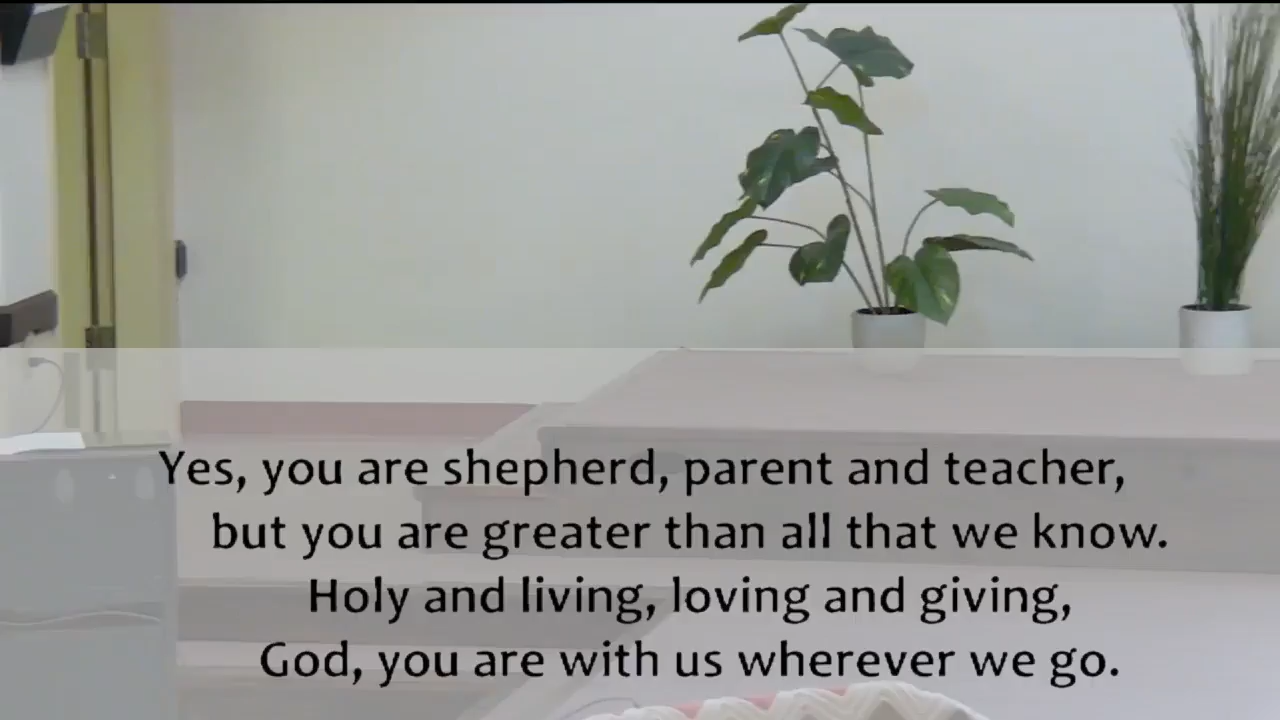 Yes, you are shepherd, parent and teacher,
but you are greater than all that we know.
Holy and living, loving and giving,
God, you are with us wherever we go.